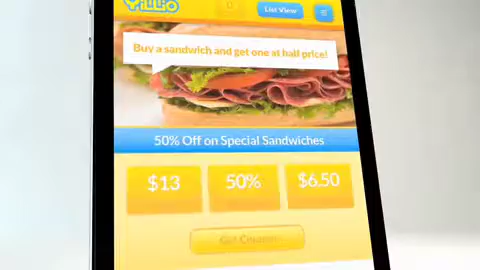 Yillio
List View
Buy a sandwich and get one at half price!
50% Off on Special Sandwiches
$13
50%
$6.50
Get Coupon